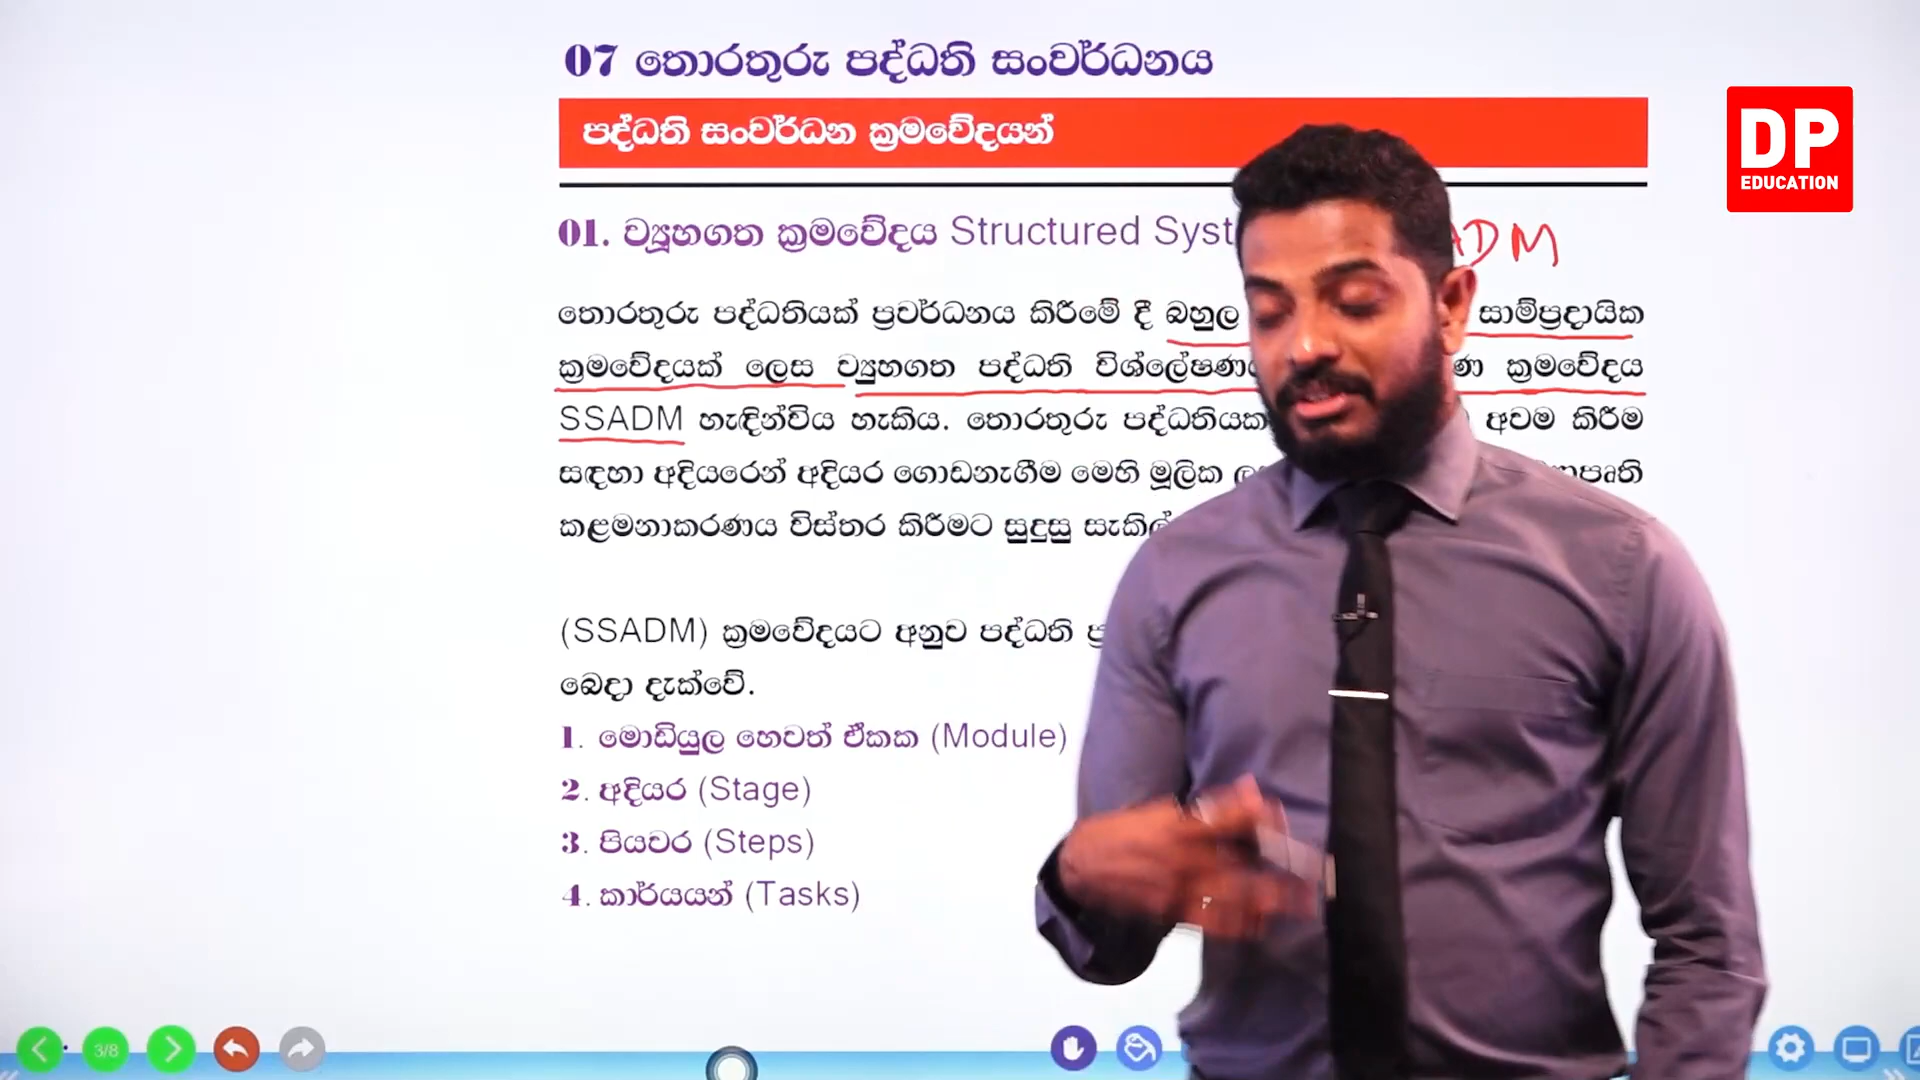 07 තොරතුරු පද්ධති සංවර්ධනය
පද්ධති සංවර්ධන ක්‍රමවේදයන්
DP
EDUCATION
01. ව්‍යූහගත ක්‍රමවේදය Structured Syst ADM
තොරතුරු පද්ධතියක් ප්‍රවර්ධනය කිරීමේ දී බහුල සාම්ප්‍රදායික
ක්‍රමවේදයක් ලෙස ව්‍යුහගත පද්ධති විශ්ලේෂණ ක්‍රමවේදය
SSADM හැඳින්විය හැකිය. තොරතුරු පද්ධතියක අවම කිරීම
සඳහා අදියරෙන් අදියර ගොඩනැගීම මෙහි මූලික
කළමනාකරණය විස්තර කිරීමට සුදුසු
(SSADM) ක්‍රමවේදයට අනුව පද්ධති
බෙදා දැක්වේ.
1. මොඩියුල හෙවත් ඒකක (Module)
2. අදියර (Stage)
3. පියවර (Steps)
4. කාර්යයන් (Tasks)
3/8